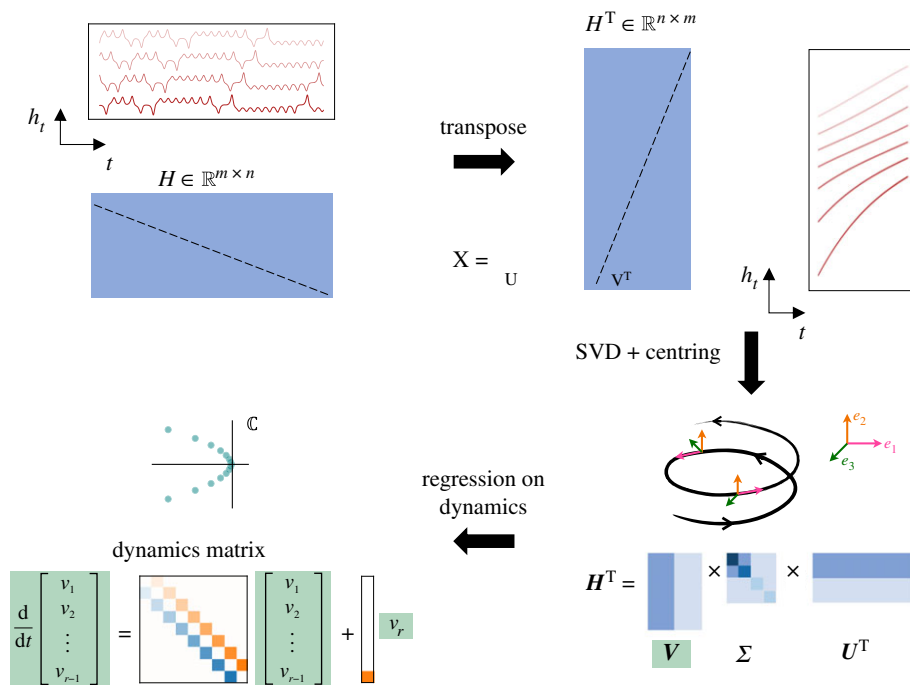 H ∈ ℝ^{m × n}
h_t
t
transpose
X =
U
H^T ∈ ℝ^{n × m}
V^T
h_t
t
SVD + centring
e_2
e_1
e_3
H^T = × ×
V Σ U^T
regression on
dynamics
ℂ
dynamics matrix
d/dt [v_1 v_2 ⋮ v_{r−1}] = [v_1 v_2 ⋮ v_{r−1}] + v_r